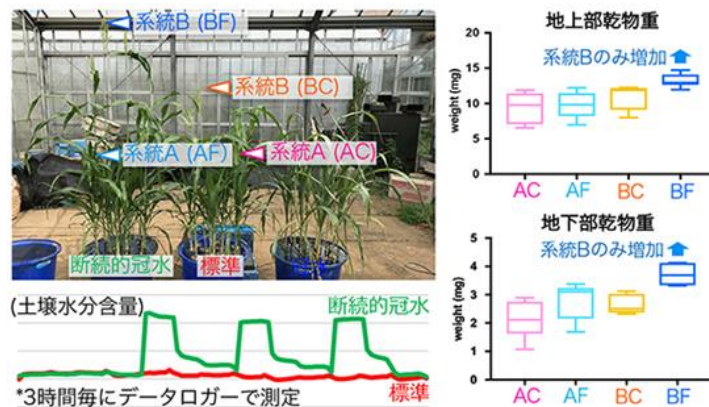 系統B (BF)
系統B (BC)
系統A (AF)
系統A (AC)
断続的冠水
標準
(土壌水分含量)
断続的冠水
標準
*3時間毎にデータロガーで測定
地上部乾物重
系統Bのみ増加
weight (mg)
20
15
10
5
0
AC AF BC BF
地下部乾物重
系統Bのみ増加
weight (mg)
5
4
3
2
1
0
AC AF BC BF